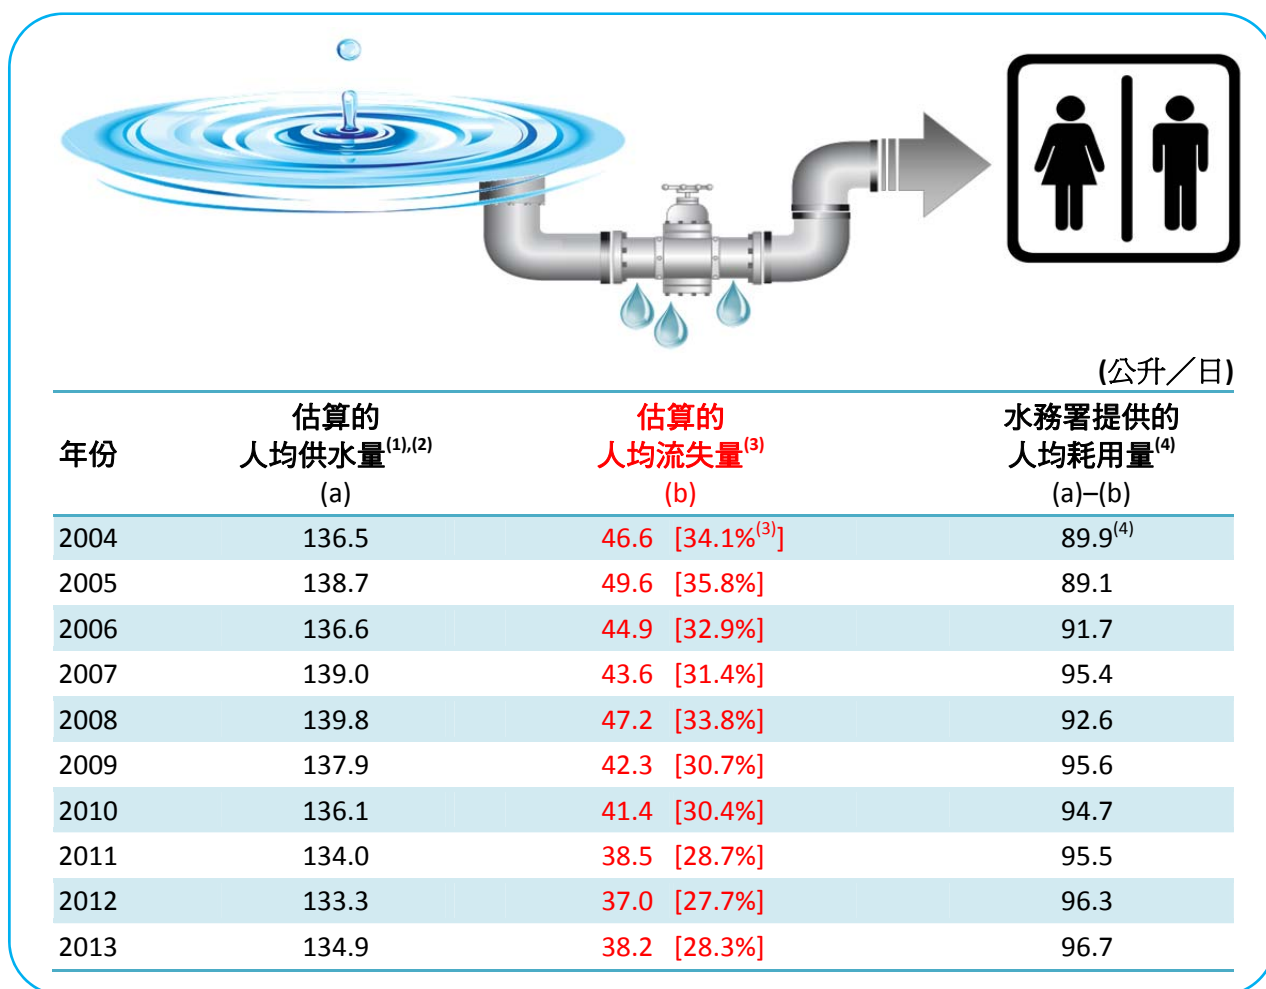 (公升／日)
年份 估算的人均供水量(1),(2) (a) 估算的人均流失量(3) (b) 水務署提供的人均耗用量(4) (a)–(b)
2004 136.5 46.6 [34.1%(3)] 89.9(4)
2005 138.7 49.6 [35.8%] 89.1
2006 136.6 44.9 [32.9%] 91.7
2007 139.0 43.6 [31.4%] 95.4
2008 139.8 47.2 [33.8%] 92.6
2009 137.9 42.3 [30.7%] 95.6
2010 136.1 41.4 [30.4%] 94.7
2011 134.0 38.5 [28.7%] 95.5
2012 133.3 37.0 [27.7%] 96.3
2013 134.9 38.2 [28.3%] 96.7